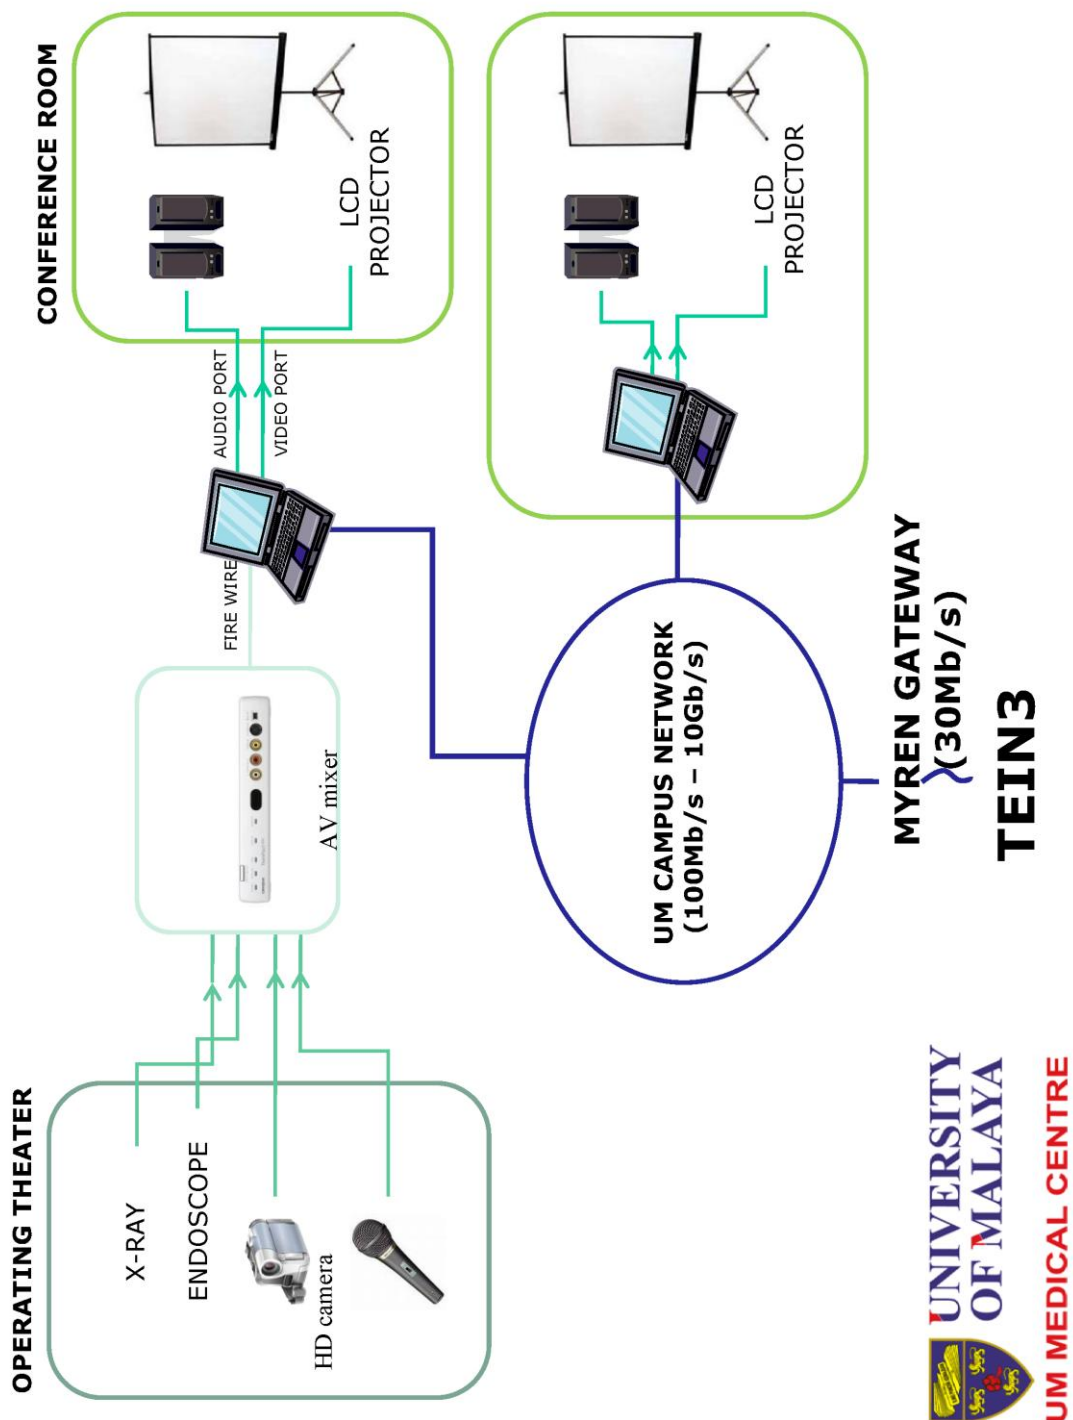 OPERATING THEATER
X-RAY
ENDOSCOPE
HD camera
AV mixer
FIRE WIRE
AUDIO PORT
VIDEO PORT
CONFERENCE ROOM
LCD
PROJECTOR
LCD
PROJECTOR
UM CAMPUS NETWORK
(100Mb/s – 10Gb/s)
MYREN GATEWAY
(30Mb/s)
TEIN3
UNIVERSITY
OF MALAYA
UM MEDICAL CENTRE